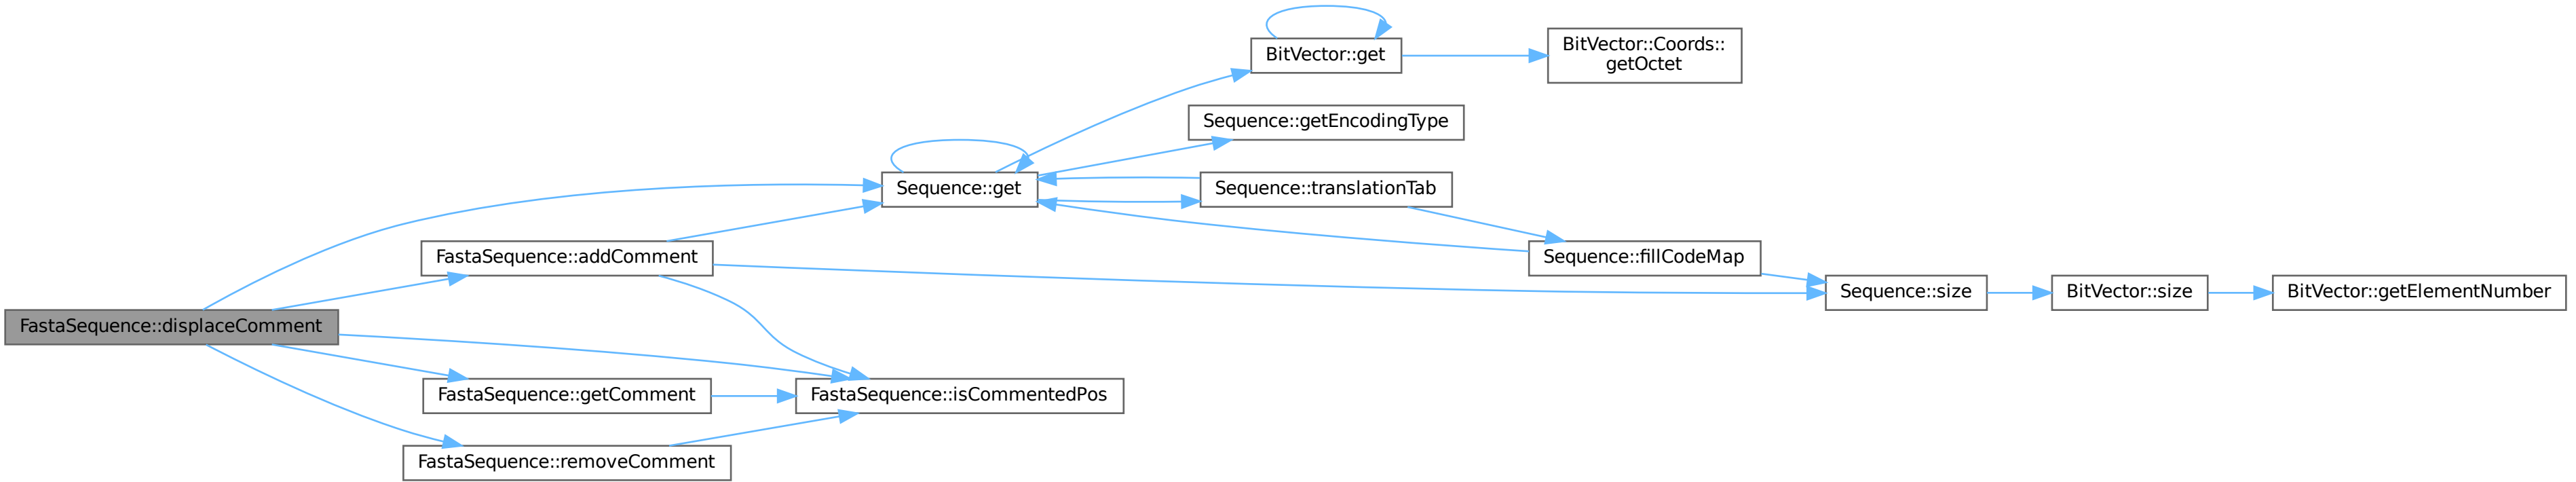 BitVector::get
BitVector::Coords::
getOctet
Sequence::getEncodingType
Sequence::get
Sequence::translationTab
FastaSequence::addComment
Sequence::fillCodeMap
Sequence::size
BitVector::size
BitVector::getElementNumber
FastaSequence::displaceComment
FastaSequence::getComment
FastaSequence::isCommentedPos
FastaSequence::removeComment